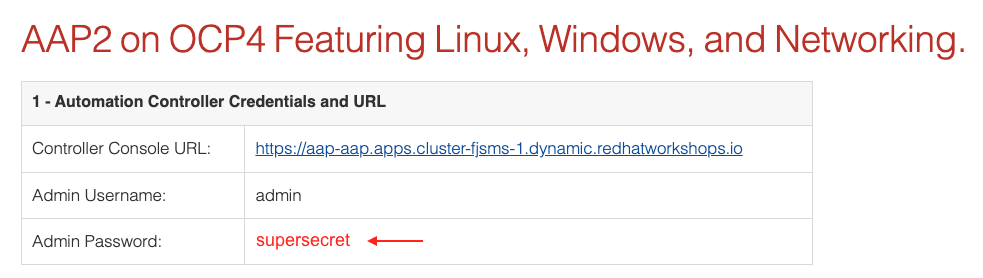 AAP2 on OCP4 Featuring Linux, Windows, and Networking.
1 - Automation Controller Credentials and URL
Controller Console URL: https://aap-aap.apps.cluster-fjsms-1.dynamic.redhatworkshops.io
Admin Username: admin
Admin Password: supersecret